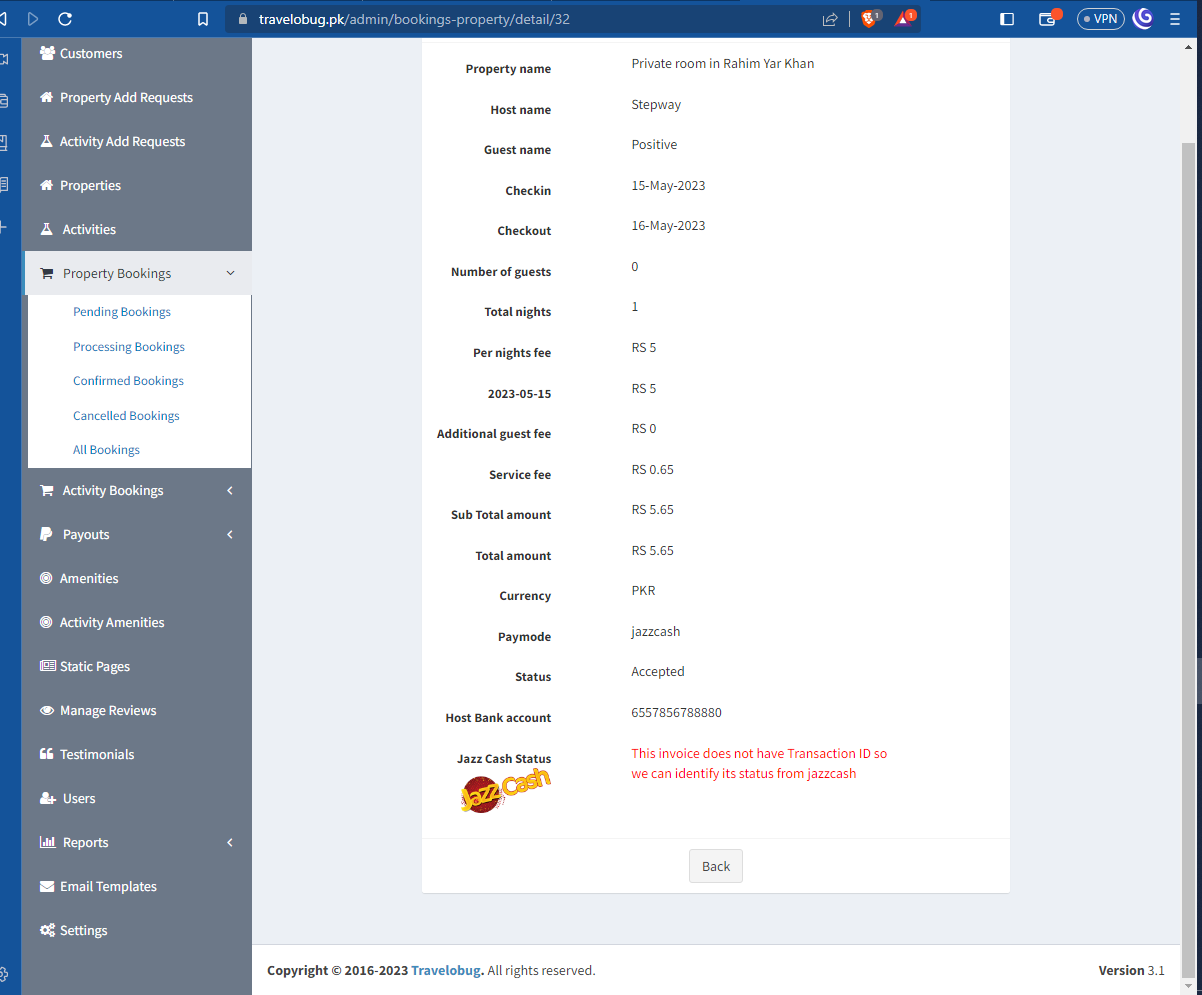 travelobug.pk/admin/bookings-property/detail/32
1
1
VPN
Customers
Property Add Requests
Activity Add Requests
Properties
Activities
Property Bookings
Pending Bookings
Processing Bookings
Confirmed Bookings
Cancelled Bookings
All Bookings
Activity Bookings
Payouts
Amenities
Activity Amenities
Static Pages
Manage Reviews
Testimonials
Users
Reports
Email Templates
Settings
Property name Private room in Rahim Yar Khan
Host name Stepway
Guest name Positive
Checkin 15-May-2023
Checkout 16-May-2023
Number of guests 0
Total nights 1
Per nights fee RS 5
2023-05-15 RS 5
Additional guest fee RS 0
Service fee RS 0.65
Sub Total amount RS 5.65
Total amount RS 5.65
Currency PKR
Paymode jazzcash
Status Accepted
Host Bank account 6557856788880
Jazz Cash Status This invoice does not have Transaction ID so
we can identify its status from jazzcash
Jazz Cash
Back
Copyright © 2016-2023 Travelobug. All rights reserved.
Version 3.1